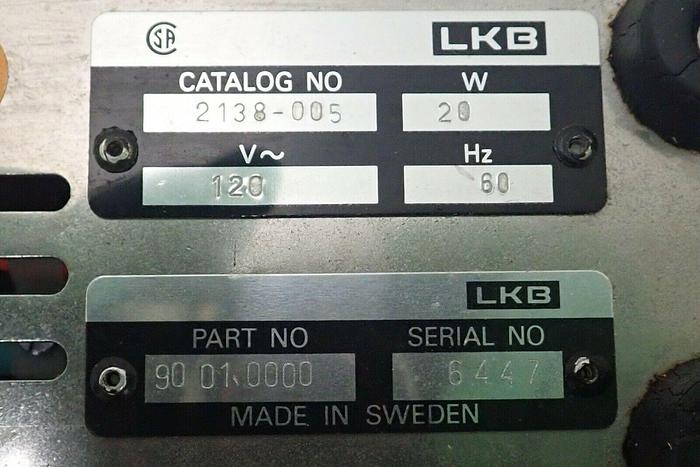 CSA LKB
CATALOG NO W
2138-005 20
V~ Hz
120 60
LKB
PART NO SERIAL NO
90 01.0000 6447
MADE IN SWEDEN